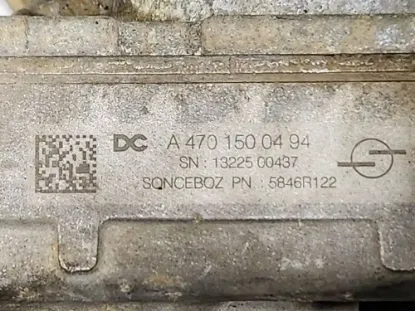 DC A 470 150 04 94
SN : 13225 00437
SONCEBOZ PN : 5846R122